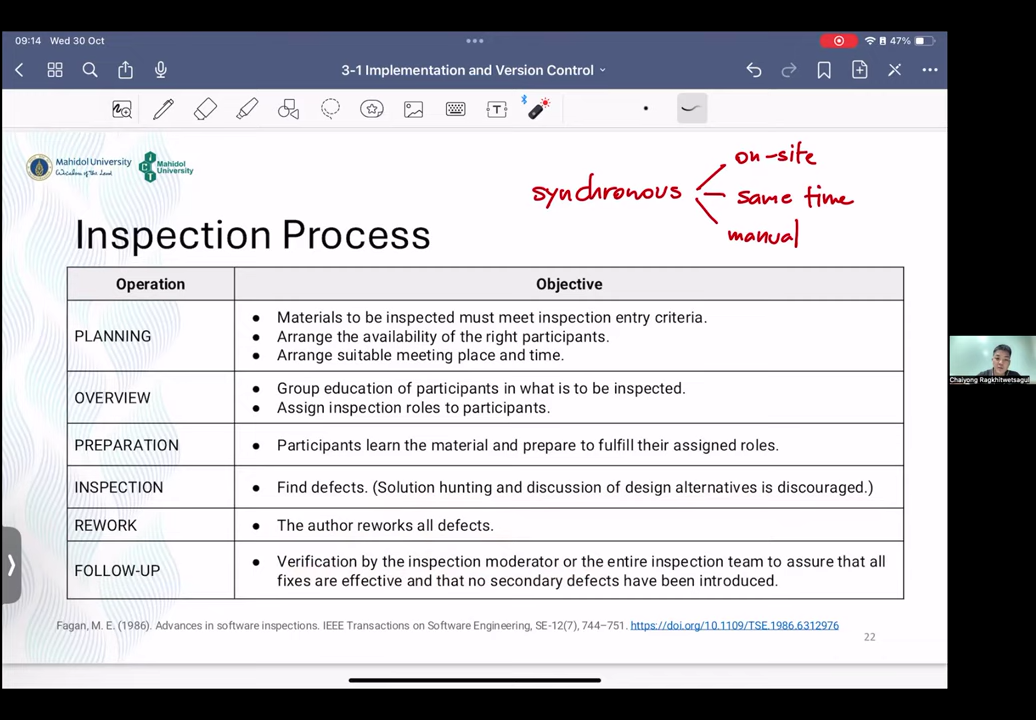 09:14 Wed 30 Oct
47%
3-1 Implementation and Version Control
Mahidol University
Wisdom of the Land
ICT
Mahidol
University
on-site
synchronous
same time
manual
Inspection Process
Operation
Objective
PLANNING
● Materials to be inspected must meet inspection entry criteria.
● Arrange the availability of the right participants.
● Arrange suitable meeting place and time.
OVERVIEW
● Group education of participants in what is to be inspected.
● Assign inspection roles to participants.
PREPARATION
● Participants learn the material and prepare to fulfill their assigned roles.
INSPECTION
● Find defects. (Solution hunting and discussion of design alternatives is discouraged.)
REWORK
● The author reworks all defects.
FOLLOW-UP
● Verification by the inspection moderator or the entire inspection team to assure that all
fixes are effective and that no secondary defects have been introduced.
Fagan, M. E. (1986). Advances in software inspections. IEEE Transactions on Software Engineering, SE-12(7), 744–751. https://doi.org/10.1109/TSE.1986.6312976
22
Chaiyong Ragkhitwetsagul